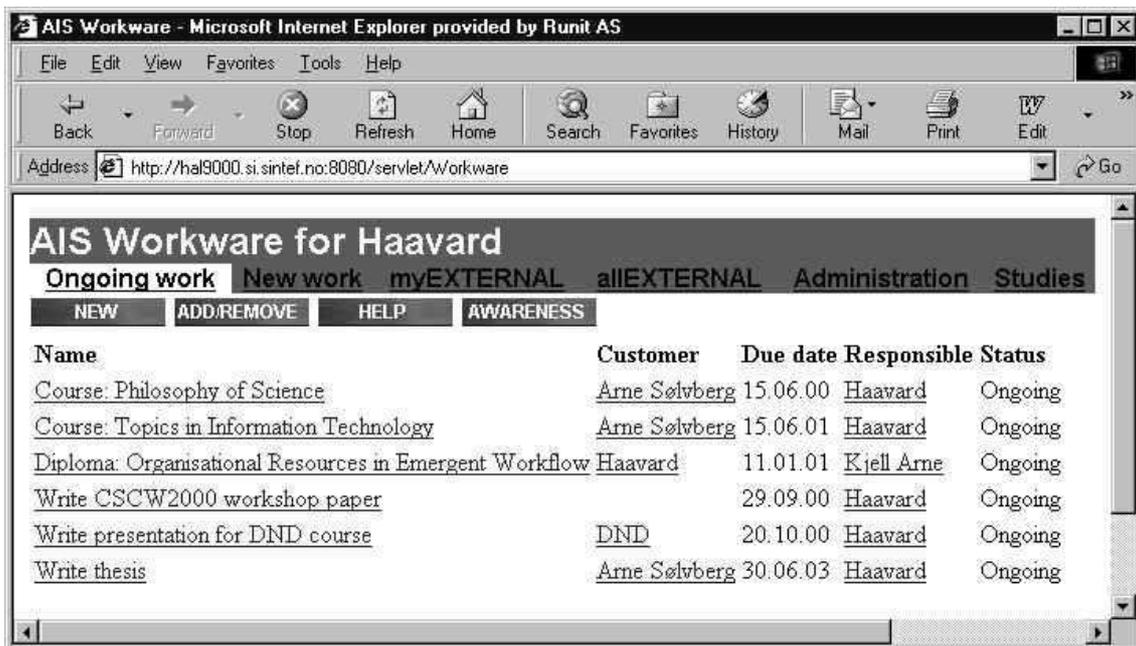 AIS Workware - Microsoft Internet Explorer provided by Runit AS
File Edit View Favorites Tools Help
Back Forward Stop Refresh Home Search Favorites History Mail Print Edit »
Address http://hal9000.si.sintef.no:8080/servlet/Workware Go
AIS Workware for Haavard
Ongoing work New work myEXTERNAL allEXTERNAL Administration Studies
NEW ADD/REMOVE HELP AWARENESS
Name Customer Due date Responsible Status
Course: Philosophy of Science Arne Sølvberg 15.06.00 Haavard Ongoing
Course: Topics in Information Technology Arne Sølvberg 15.06.01 Haavard Ongoing
Diploma: Organisational Resources in Emergent Workflow Haavard 11.01.01 Kjell Arne Ongoing
Write CSCW2000 workshop paper 29.09.00 Haavard Ongoing
Write presentation for DND course DND 20.10.00 Haavard Ongoing
Write thesis Arne Sølvberg 30.06.03 Haavard Ongoing